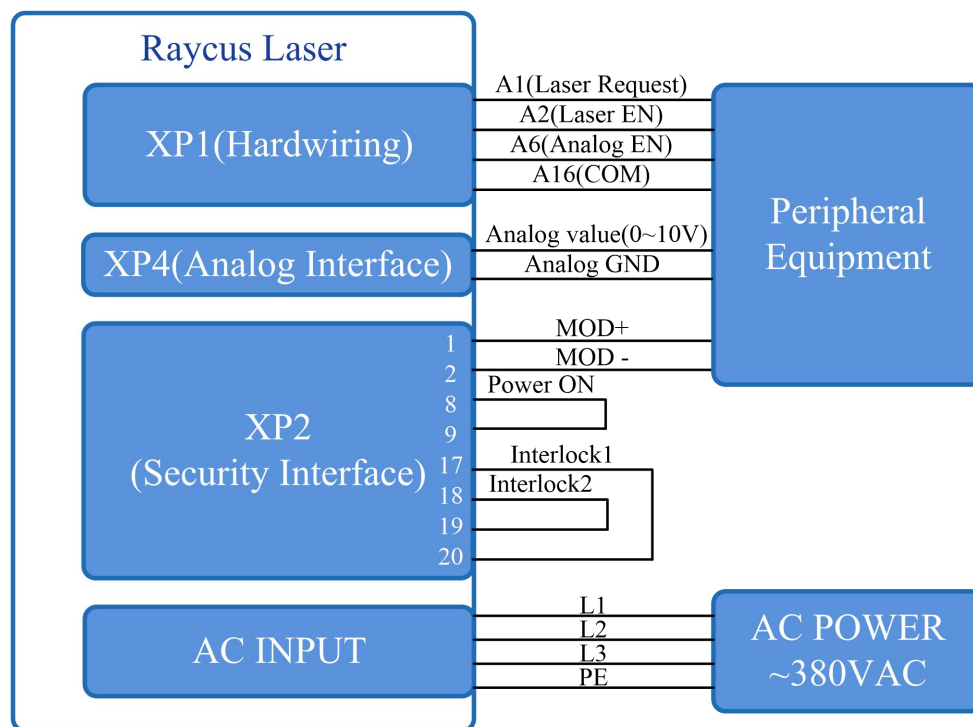 Raycus Laser
XP1(Hardwiring)
A1(Laser Request)
A2(Laser EN)
A6(Analog EN)
A16(COM)
Peripheral
Equipment
XP4(Analog Interface)
Analog value(0~10V)
Analog GND
XP2
(Security Interface)
1
2
8
9
17
18
19
20
MOD+
MOD -
Power ON
Interlock1
Interlock2
AC INPUT
L1
L2
L3
PE
AC POWER
~380VAC